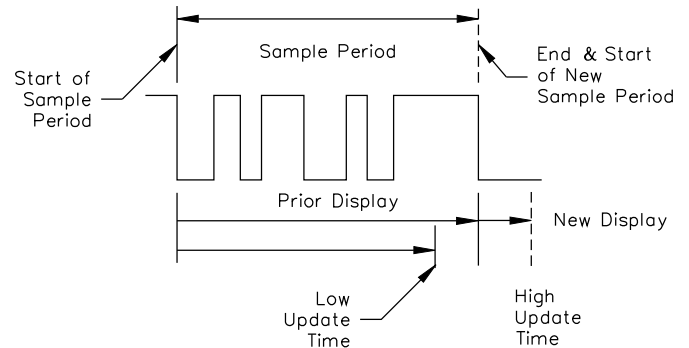 Sample Period
Start of
Sample
Period
End & Start
of New
Sample Period
Prior Display
New Display
Low
Update
Time
High
Update
Time